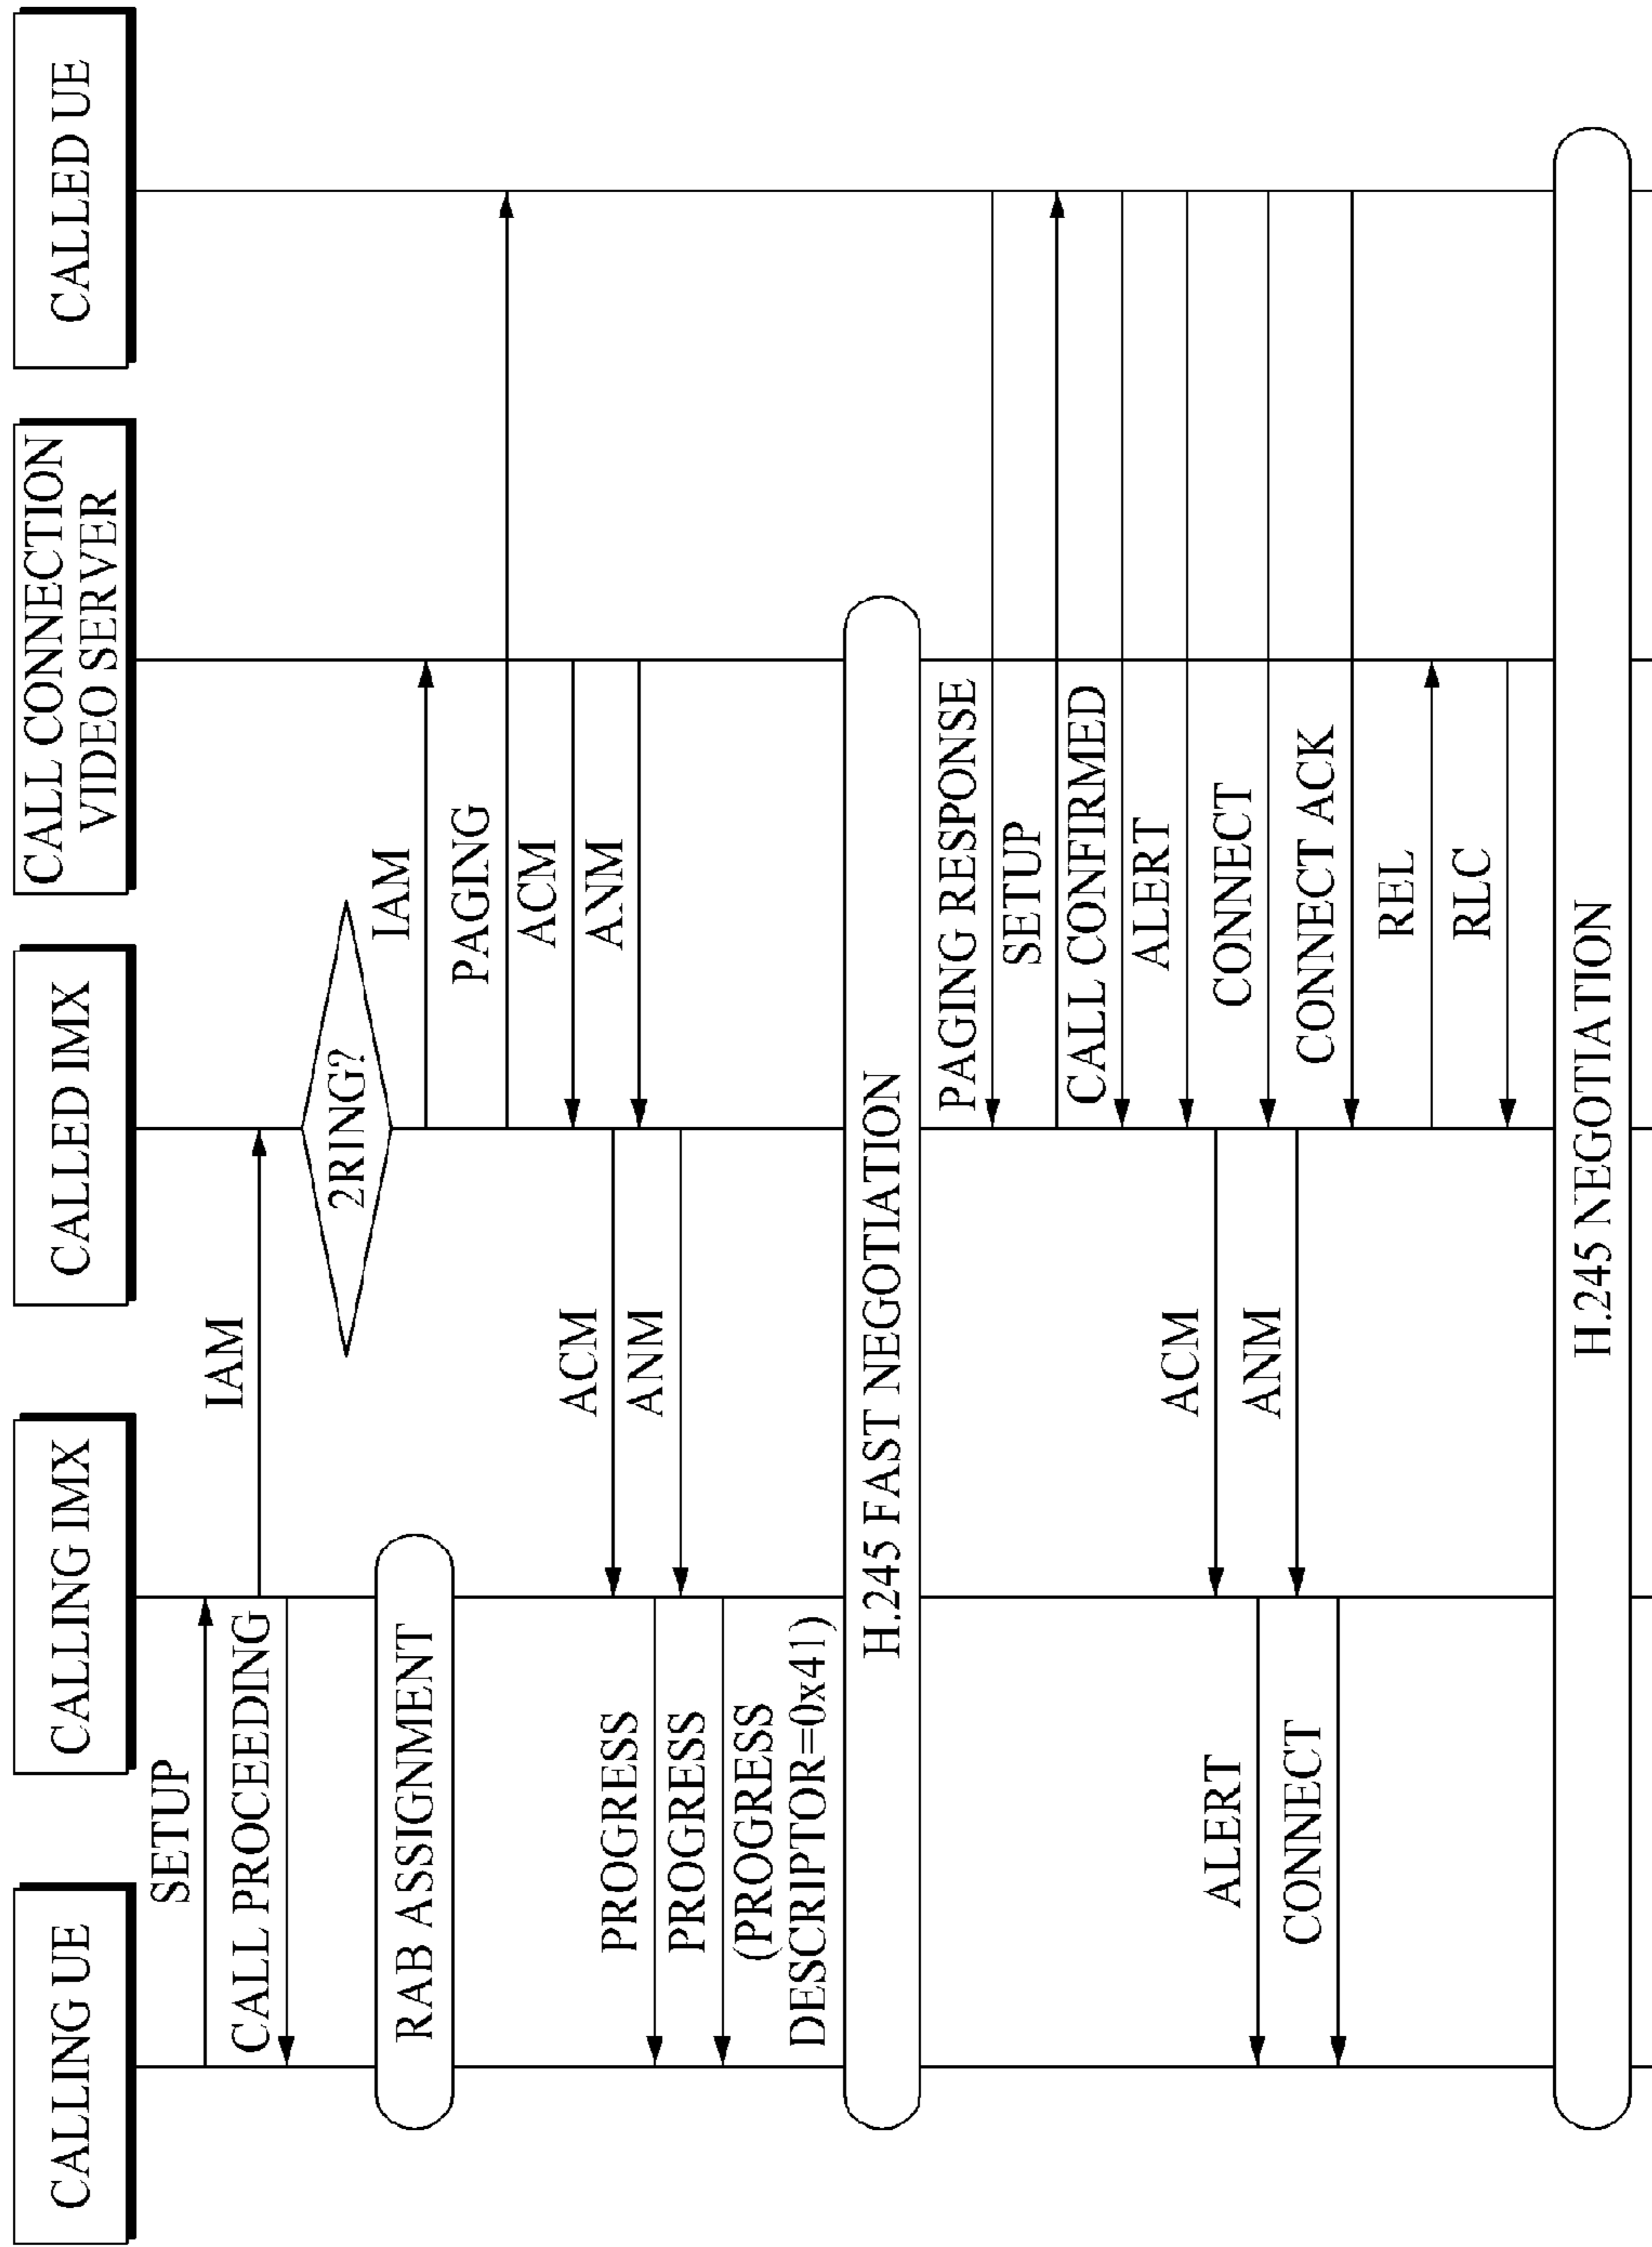 CALLING UE
CALLING IMX
CALLED IMX
CALL CONNECTION
VIDEO SERVER
CALLED UE
SETUP
IAM
CALL PROCEEDING
2RING?
RAB ASSIGNMENT
IAM
PAGING
ACM
ACM
ANM
PROGRESS
ANM
PROGRESS
(PROGRESS
DESCRIPTOR=0x41)
H.245 FAST NEGOTIATION
PAGING RESPONSE
SETUP
CALL CONFIRMED
ALERT
ACM
ALERT
CONNECT
ANM
CONNECT
CONNECT ACK
REL
RLC
H.245 NEGOTIATION